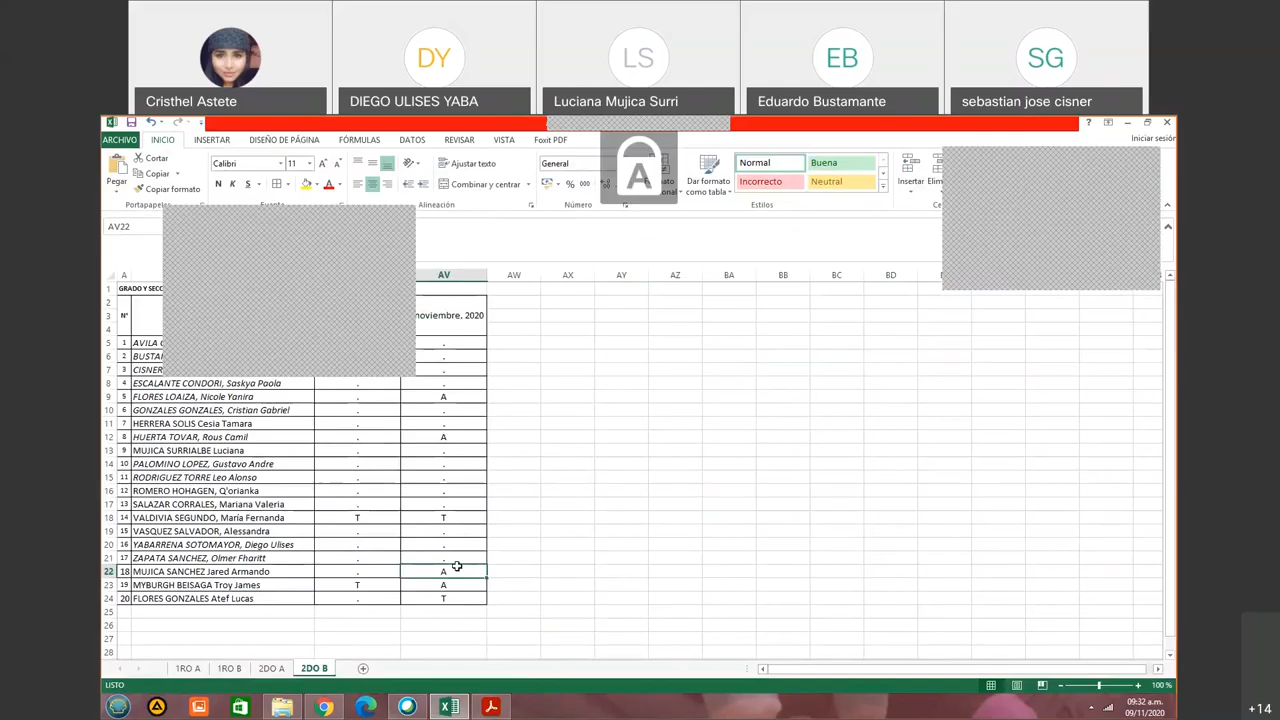 DY
LS
EB
SG
Cristhel Astete
DIEGO ULISES YABA
Luciana Mujica Surri
Eduardo Bustamante
sebastian jose cisner
ARCHIVO INICIO INSERTAR DISEÑO DE PÁGINA FÓRMULAS DATOS REVISAR VISTA Foxit PDF
Iniciar sesión
Pegar
Cortar
Copiar
Copiar formato
Portapapeles
Calibri 11
N K S
Ajustar texto
Combinar y centrar
Alineación
General
% 000
Número
A
Dar formato
como tabla
Normal Buena
Incorrecto Neutral
Estilos
Insertar
AV22
A AV AW AX AY AZ BA BB BC BD
1 GRADO Y SECC
2
3 N° noviembre, 2020
4
5 1 AVILA C . 
6 2 BUSTAN .
7 3 CISNER .
8 4 ESCALANTE CONDORI, Saskya Paola . .
9 5 FLORES LOAIZA, Nicole Yanira . A
10 6 GONZALES GONZALES, Cristian Gabriel . .
11 7 HERRERA SOLIS Cesia Tamara . .
12 8 HUERTA TOVAR, Rous Camil . A
13 9 MUJICA SURRIALBE Luciana . .
14 10 PALOMINO LOPEZ, Gustavo Andre . .
15 11 RODRIGUEZ TORRE Leo Alonso . .
16 12 ROMERO HOHAGEN, Q'orianka . .
17 13 SALAZAR CORRALES, Mariana Valeria . .
18 14 VALDIVIA SEGUNDO, María Fernanda T T
19 15 VASQUEZ SALVADOR, Alessandra . .
20 16 YABARRENA SOTOMAYOR, Diego Ulises . .
21 17 ZAPATA SANCHEZ, Olmer Fharitt . .
22 18 MUJICA SANCHEZ Jared Armando . A
23 19 MYBURGH BEISAGA Troy James T A
24 20 FLORES GONZALES Atef Lucas . T
25
26
27
28
1RO A 1RO B 2DO A 2DO B
LISTO
100 %
09:32 a.m.
09/11/2020
+14